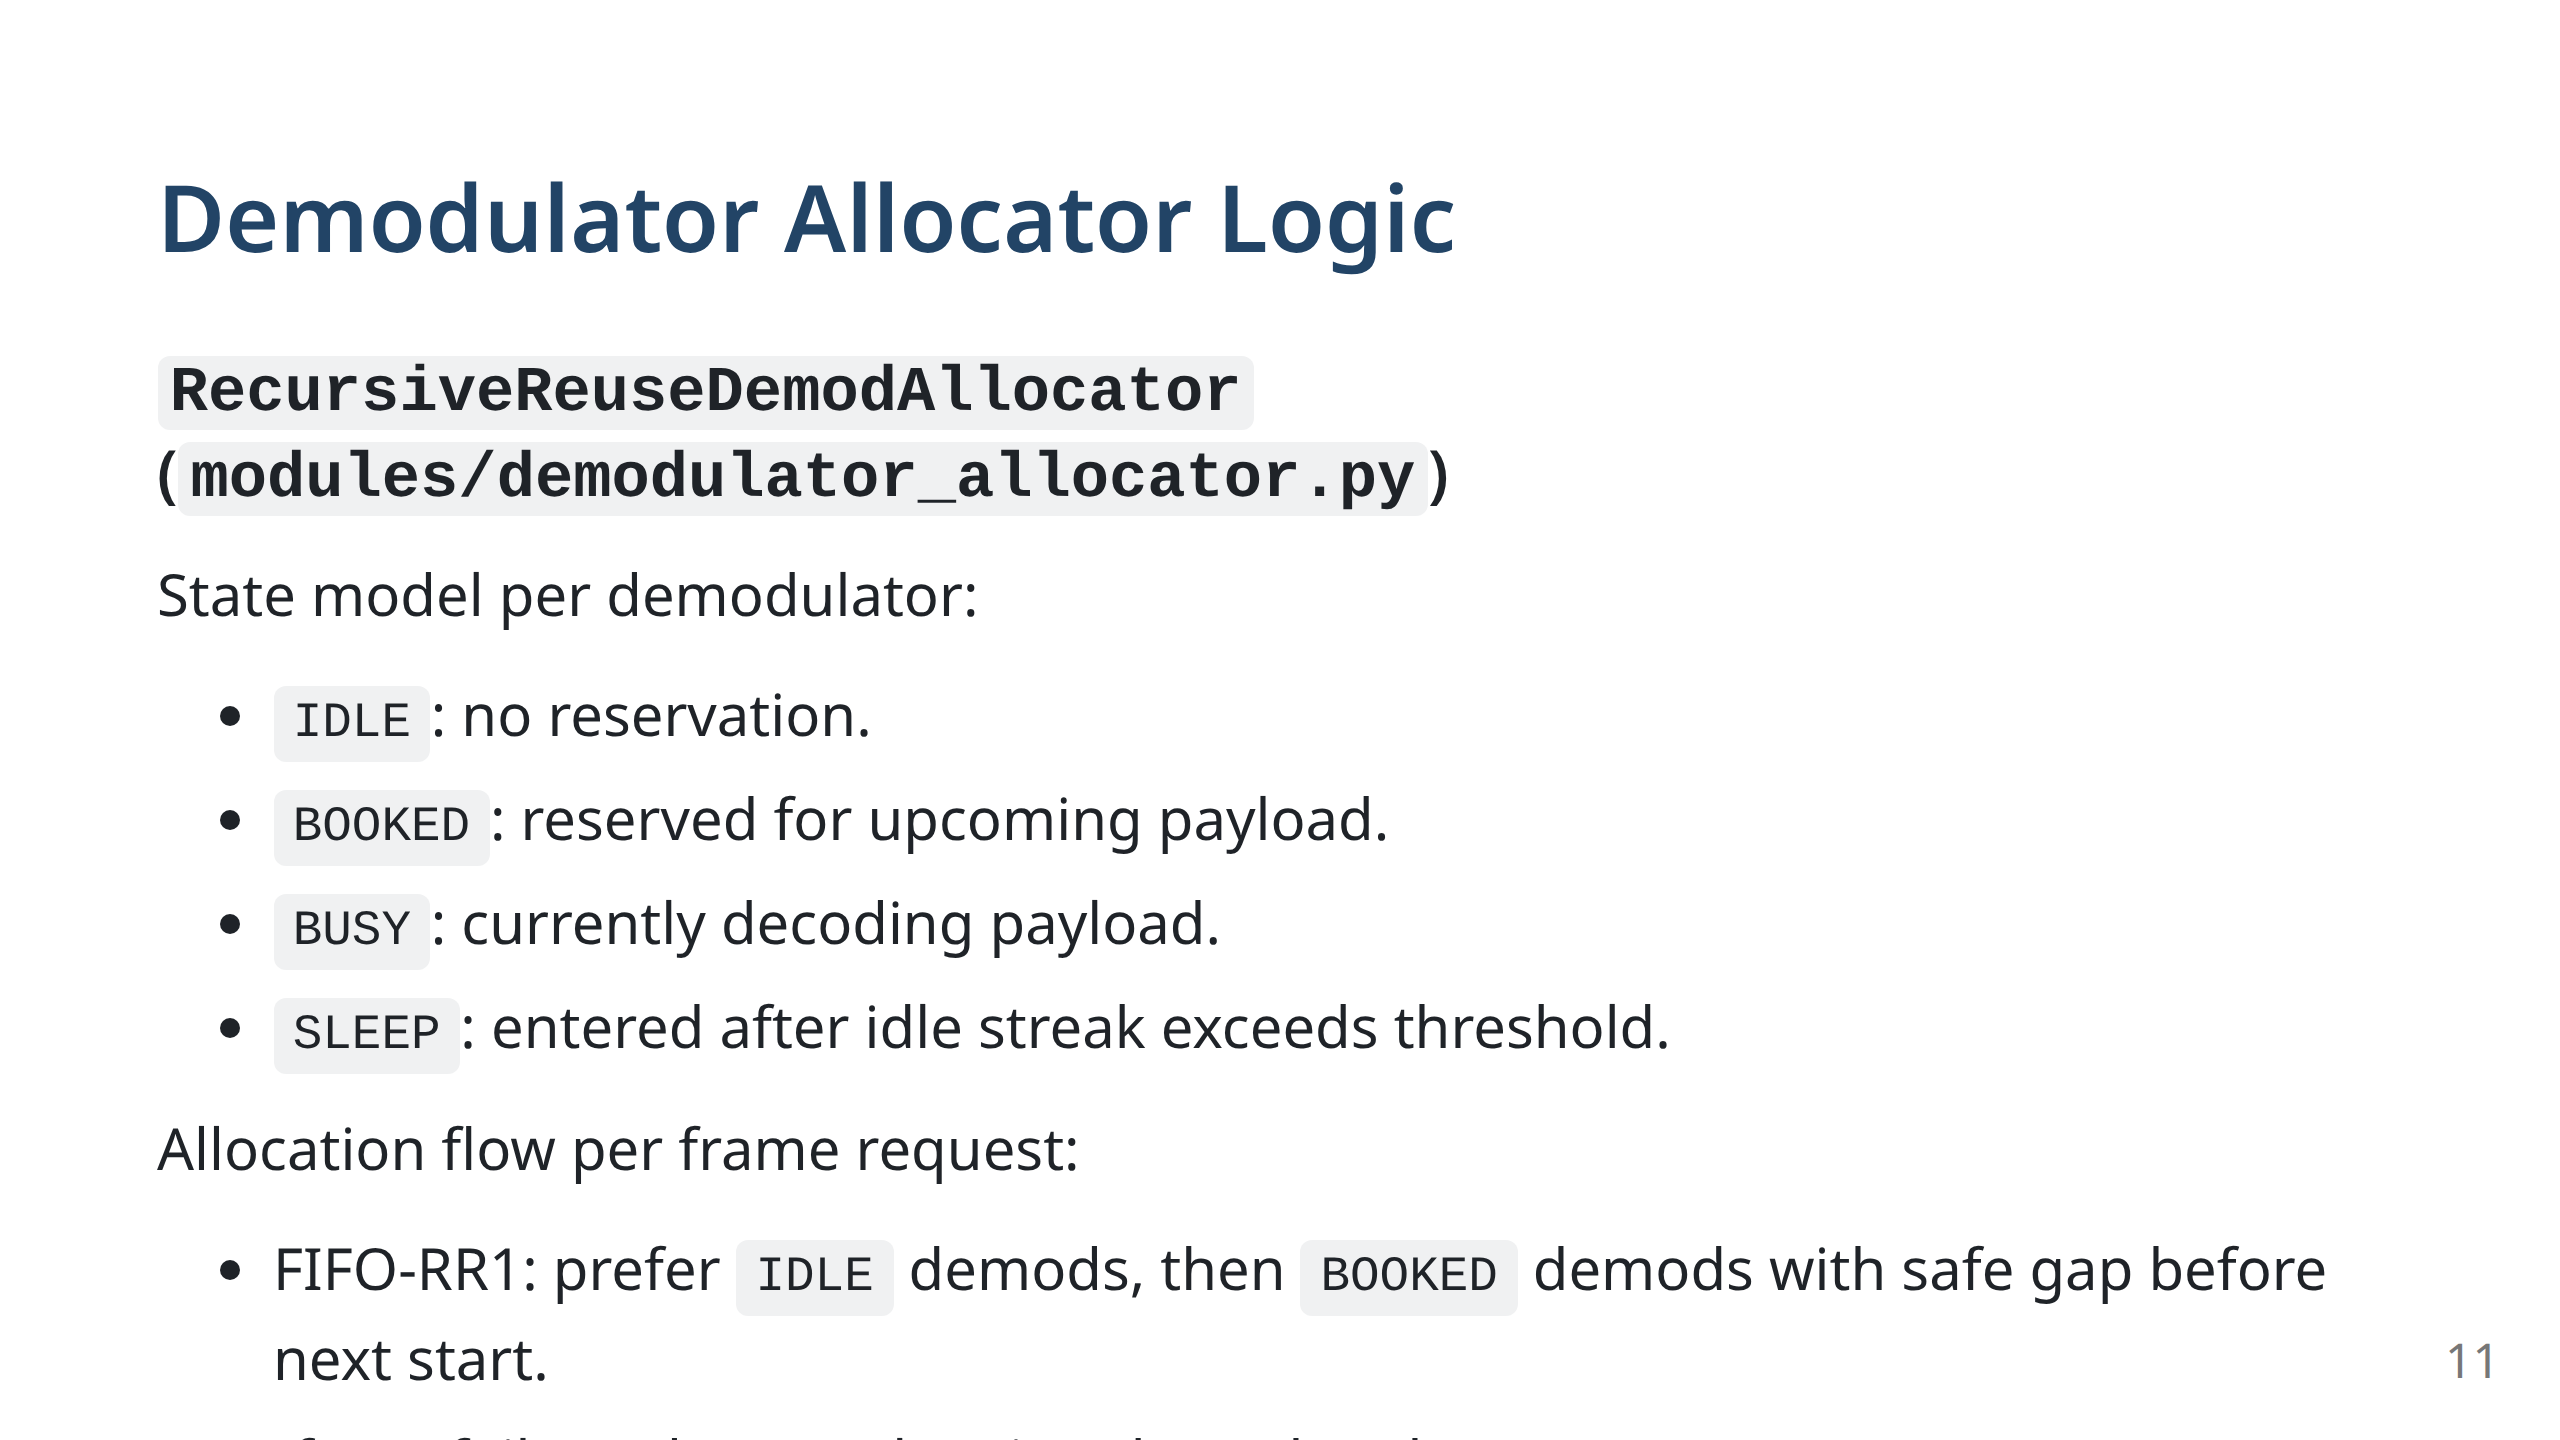 Demodulator Allocator Logic
RecursiveReuseDemodAllocator
(modules/demodulator_allocator.py)
State model per demodulator:
• IDLE: no reservation.
• BOOKED: reserved for upcoming payload.
• BUSY: currently decoding payload.
• SLEEP: entered after idle streak exceeds threshold.
Allocation flow per frame request:
• FIFO-RR1: prefer IDLE demods, then BOOKED demods with safe gap before
next start.
11